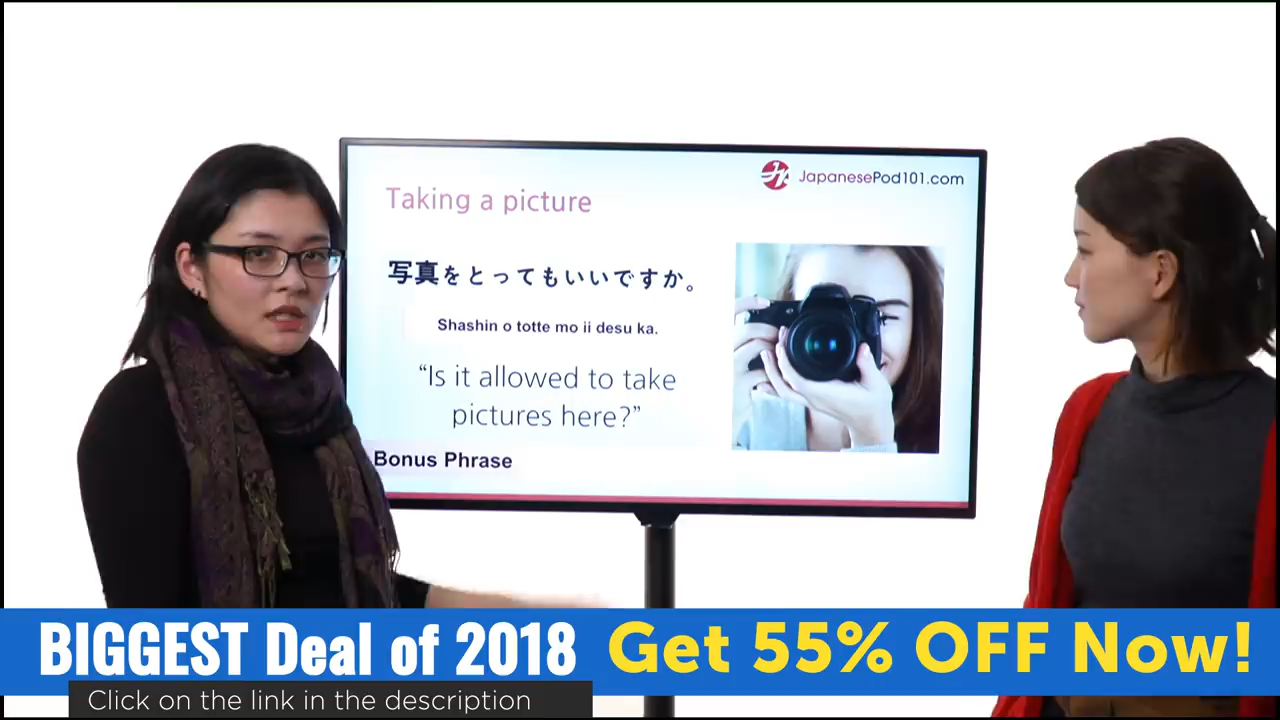 JapanesePod101.com
Taking a picture
写真をとってもいいですか。
Shashin o totte mo ii desu ka.
“Is it allowed to take
pictures here?”
Bonus Phrase
BIGGEST Deal of 2018 Get 55% OFF Now!
Click on the link in the description